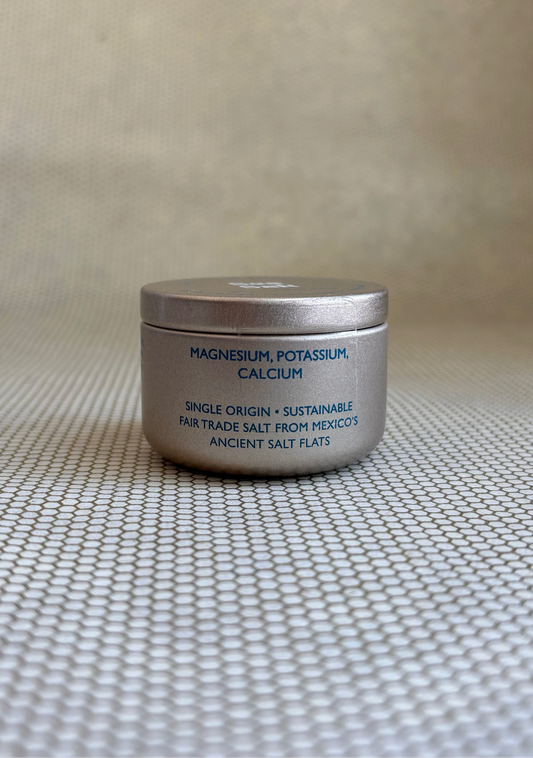 MAGNESIUM, POTASSIUM,
CALCIUM
SINGLE ORIGIN • SUSTAINABLE
FAIR TRADE SALT FROM MEXICO'S
ANCIENT SALT FLATS